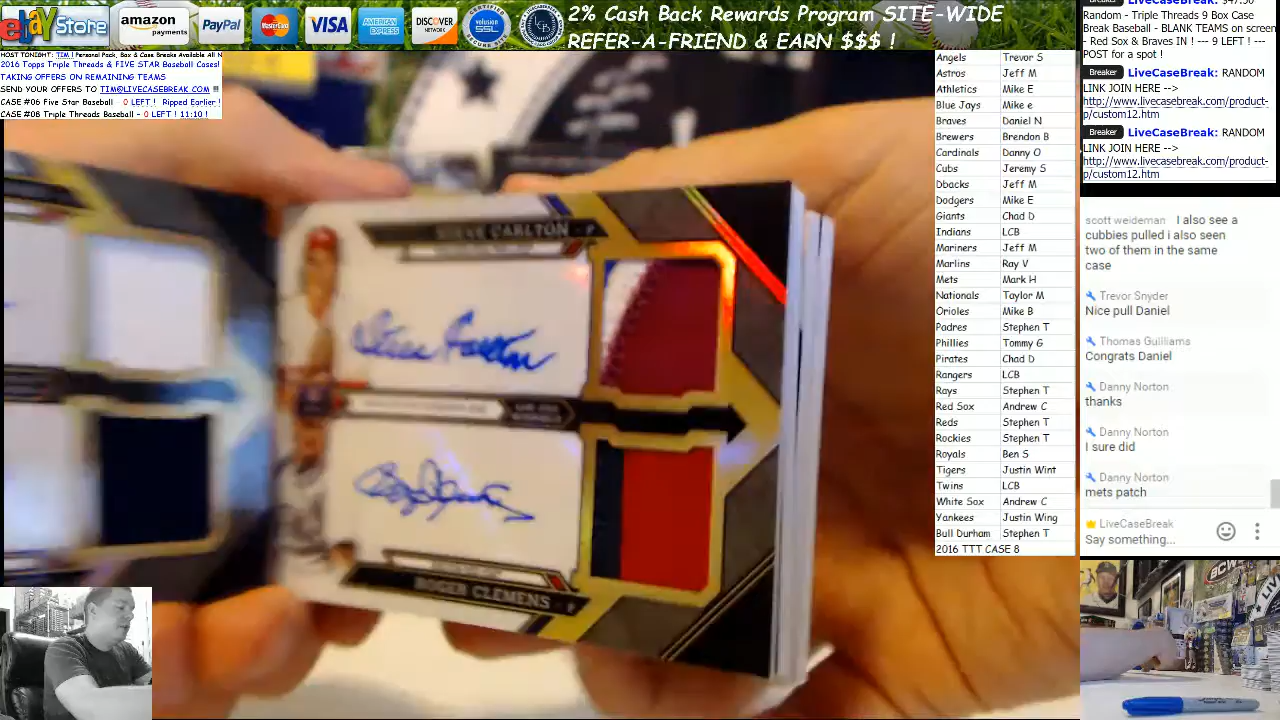 ebay Store
amazon
payments
PayPal
MasterCard
VISA
AMERICAN EXPRESS
DISCOVER
NETWORK
volusion
SSL
2% Cash Back Rewards Program SITE-WIDE
REFER-A-FRIEND & EARN $$$ !
2016 Topps Triple Threads & FIVE STAR Baseball Cases!
TAKING OFFERS ON REMAINING TEAMS
SEND YOUR OFFERS TO TIM@LIVECASEBREAK.COM !!!
CASE #06 Five Star Baseball - 0 LEFT ! Ripped Earlier !
CASE #08 Triple Threads Baseball - 0 LEFT ! 11:10 !
STEVE CARLTON - P
Steve Carlton
ROGER CLEMENS - P
Angels Trevor S
Astros Jeff M
Athletics Mike E
Blue Jays Mike e
Braves Daniel N
Brewers Brendon B
Cardinals Danny O
Cubs Jeremy S
Dbacks Jeff M
Dodgers Mike E
Giants Chad D
Indians LCB
Mariners Jeff M
Marlins Ray V
Mets Mark H
Nationals Taylor M
Orioles Mike B
Padres Stephen T
Phillies Tommy G
Pirates Chad D
Rangers LCB
Rays Stephen T
Red Sox Andrew C
Reds Stephen T
Rockies Stephen T
Royals Ben S
Tigers Justin Wint
Twins LCB
White Sox Andrew C
Yankees Justin Wing
Bull Durham Stephen T
2016 TTT CASE 8
Random - Triple Threads 9 Box Case
Break Baseball - BLANK TEAMS on screen
- Red Sox & Braves IN ! --- 9 LEFT ! ---
POST for a spot !
Breaker LiveCaseBreak: RANDOM
LINK JOIN HERE -->
http://www.livecasebreak.com/product-
p/custom12.htm
Breaker LiveCaseBreak: RANDOM
LINK JOIN HERE -->
http://www.livecasebreak.com/product-
p/custom12.htm
scott weideman I also see a
cubbies pulled i also seen
two of them in the same
case
Trevor Snyder
Nice pull Daniel
Thomas Guilliams
Congrats Daniel
Danny Norton
thanks
Danny Norton
I sure did
Danny Norton
mets patch
LiveCaseBreak
Say something...